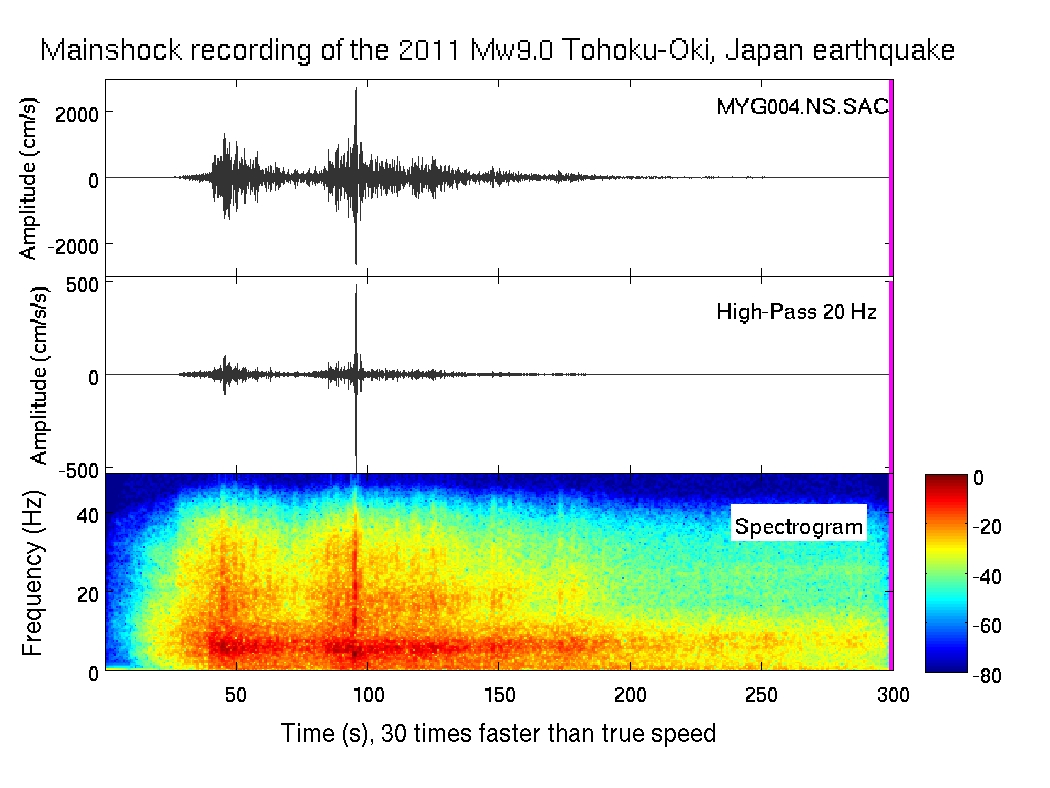 Mainshock recording of the 2011 Mw9.0 Tohoku-Oki, Japan earthquake
Amplitude (cm/s)
2000
0
-2000
MYG004.NS.SAC
Amplitude (cm/s/s)
500
0
-500
High-Pass 20 Hz
Frequency (Hz)
40
20
0
Spectrogram
0
-20
-40
-60
-80
50 100 150 200 250 300
Time (s), 30 times faster than true speed